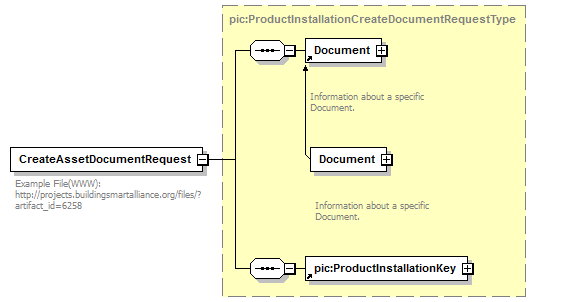 pic:ProductInstallationCreateDocumentRequestType
Document
Information about a specific
Document.
CreateAssetDocumentRequest
Example File(WWW):
http://projects.buildingsmartalliance.org/files/?
artifact_id=6258
Document
Information about a specific
Document.
pic:ProductInstallationKey